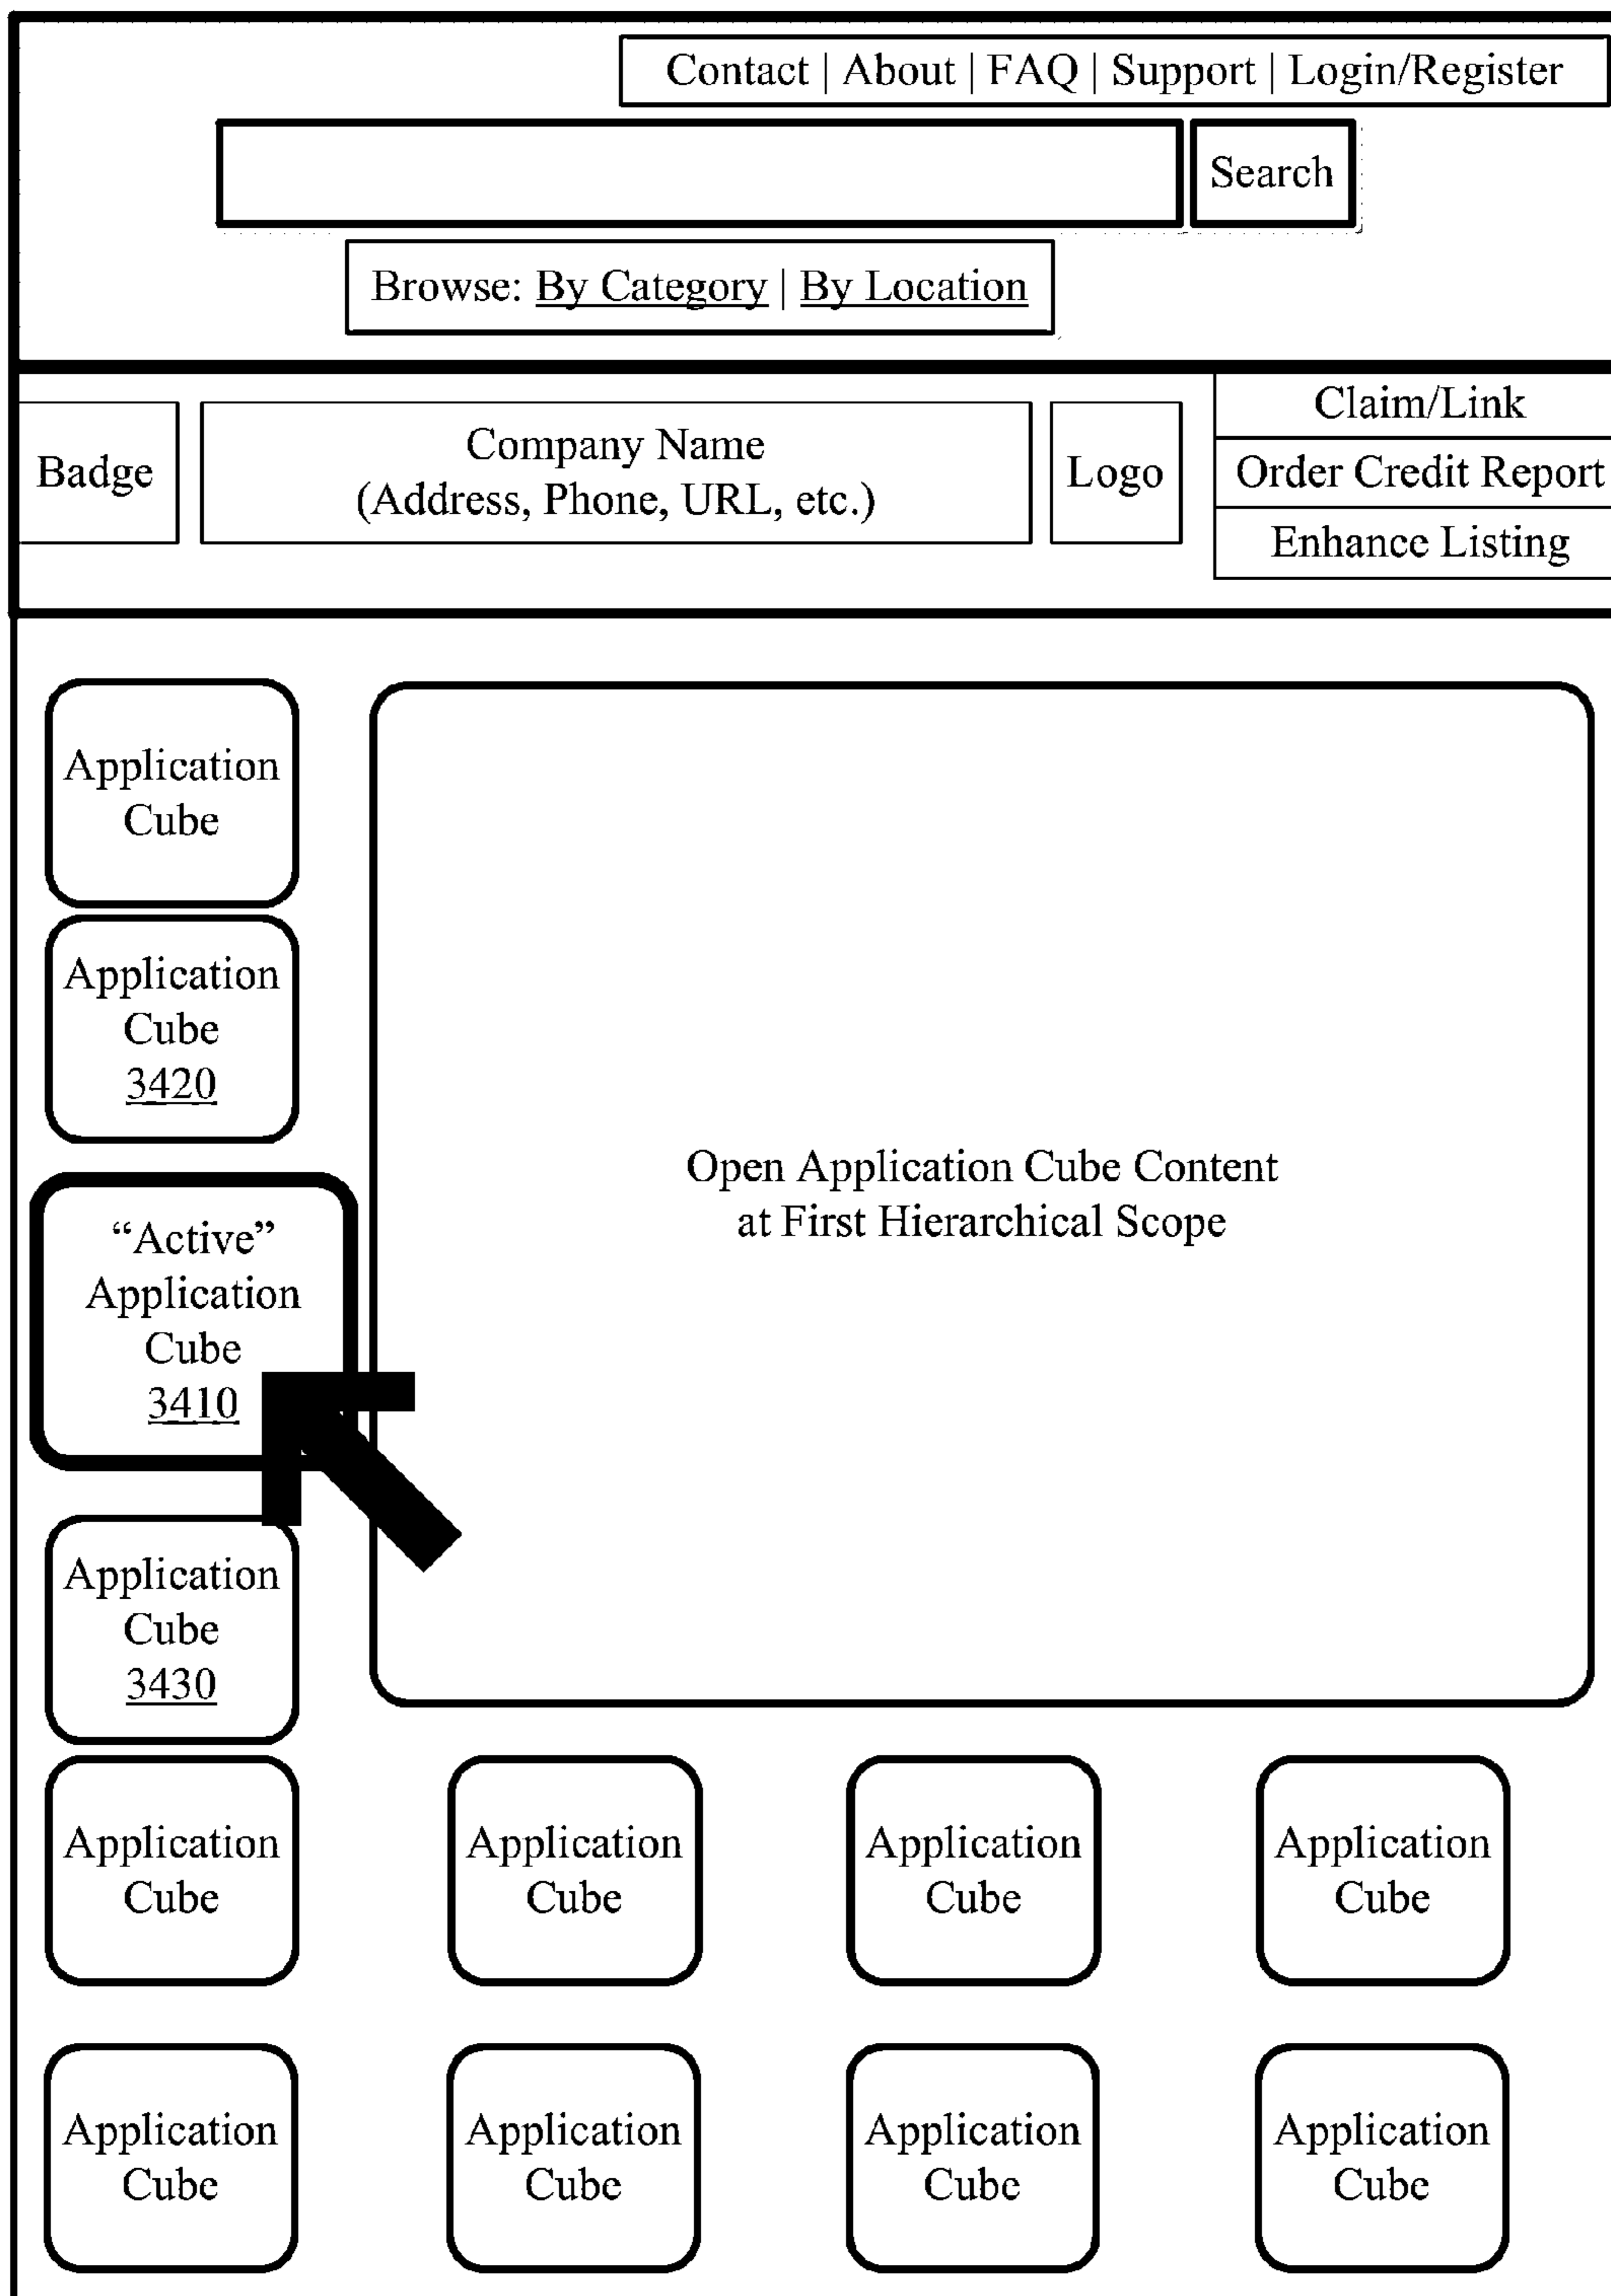 Contact | About | FAQ | Support | Login/Register
Search
Browse: By Category | By Location
Badge
Company Name
(Address, Phone, URL, etc.)
Logo
Claim/Link
Order Credit Report
Enhance Listing
Application
Cube
Application
Cube
3420
“Active”
Application
Cube
3410
Open Application Cube Content
at First Hierarchical Scope
Application
Cube
3430
Application
Cube
Application
Cube
Application
Cube
Application
Cube
Application
Cube
Application
Cube
Application
Cube
Application
Cube